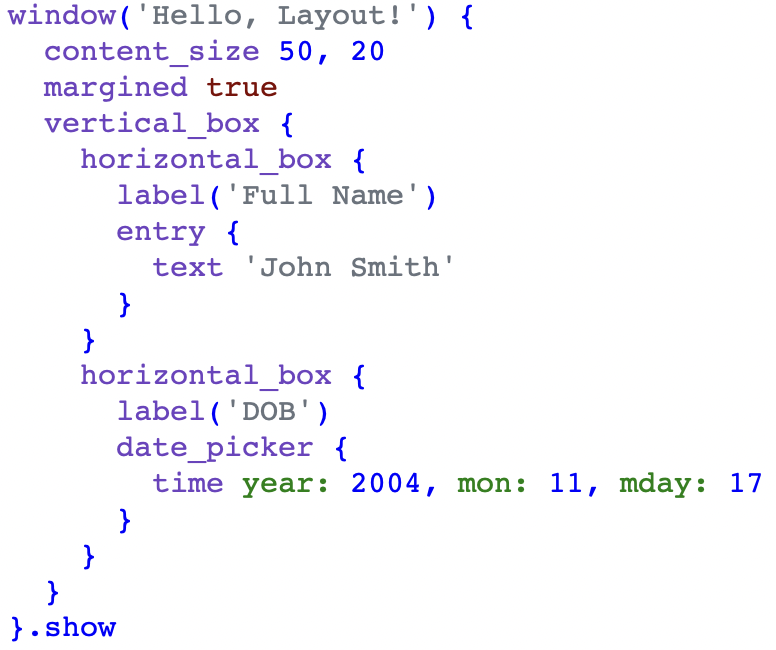 window('Hello, Layout!') {
  content_size 50, 20
  margined true
  vertical_box {
    horizontal_box {
      label('Full Name')
      entry {
        text 'John Smith'
      }
    }
    horizontal_box {
      label('DOB')
      date_picker {
        time year: 2004, mon: 11, mday: 17
      }
    }
  }
}.show